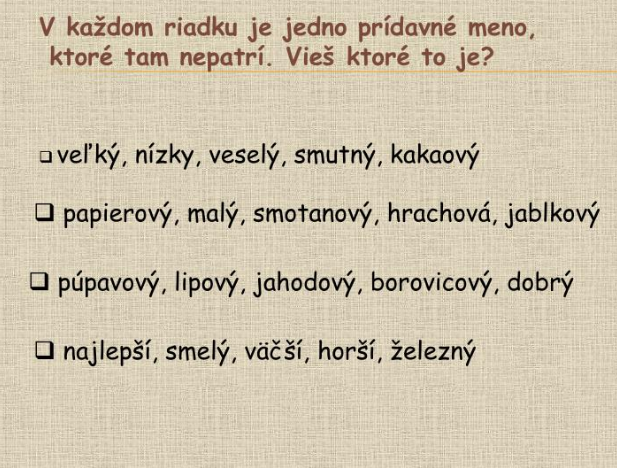 V každom riadku je jedno prídavné meno,
ktoré tam nepatrí. Vieš ktoré to je?
❑ veľký, nízky, veselý, smutný, kakaový
❑ papierový, malý, smotanový, hrachová, jablkový
❑ púpavový, lipový, jahodový, borovicový, dobrý
❑ najlepší, smelý, väčší, horší, železný